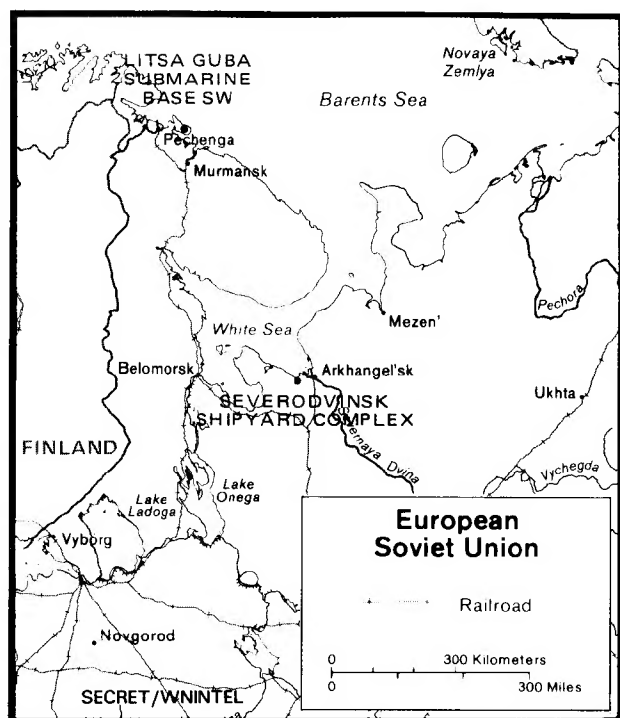 LITSA GUBA
SUBMARINE
BASE SW
Novaya
Zemlya
Barents Sea
Pechenga
Murmansk
Pechora
Mezen'
White Sea
Belomorsk
Arkhangel'sk
Ukhta
SEVERODVINSK
SHIPYARD COMPLEX
Severnaya Dvina
Vychegda
FINLAND
Lake
Onega
Lake
Ladoga
Vyborg
Novgorod
European
Soviet Union
Railroad
0 300 Kilometers
0 300 Miles
SECRET/WNINTEL